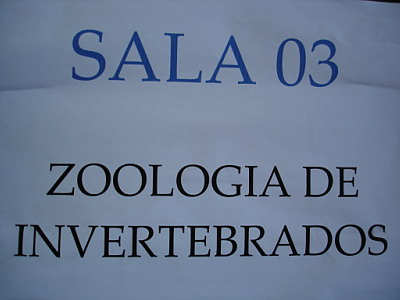 SALA 03
ZOOLOGIA DE
INVERTEBRADOS